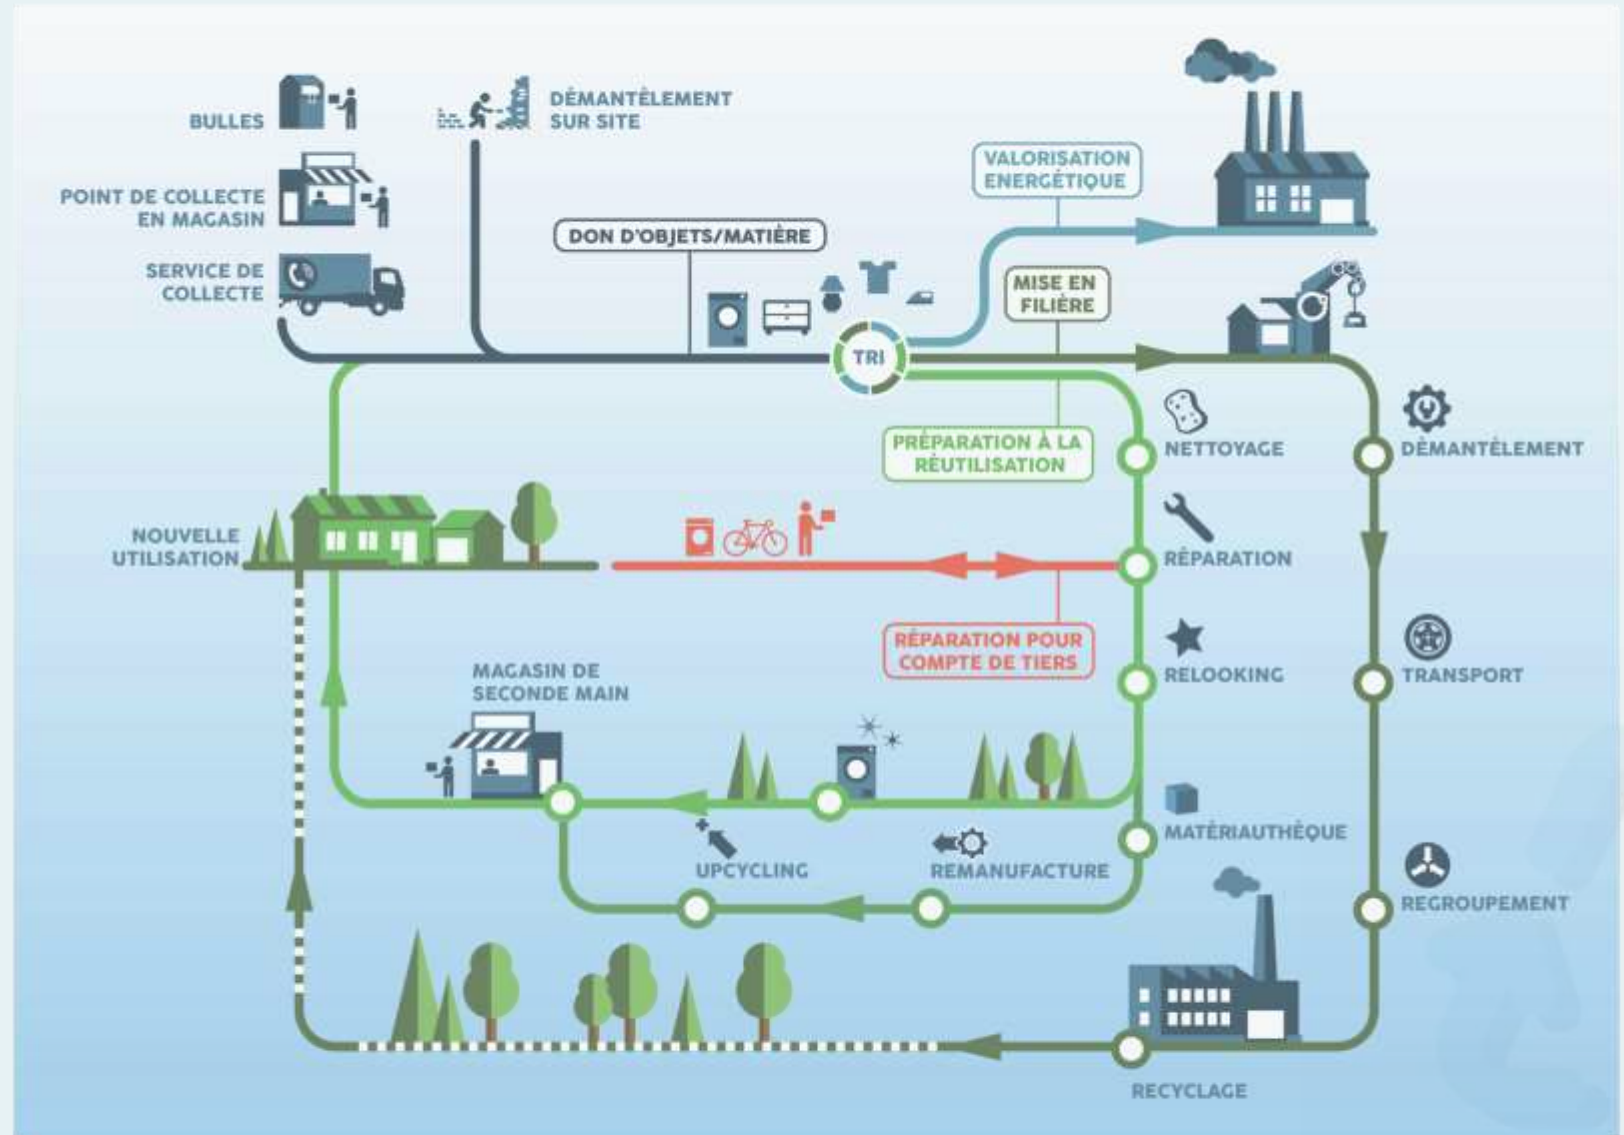 BULLES
DÉMANTÈLEMENT
SUR SITE
POINT DE COLLECTE
EN MAGASIN
SERVICE DE
COLLECTE
DON D'OBJETS/MATIÈRE
VALORISATION
ENERGÉTIQUE
MISE EN
FILIÈRE
TRI
PRÉPARATION À LA
RÉUTILISATION
NETTOYAGE
DÉMANTÈLEMENT
NOUVELLE
UTILISATION
RÉPARATION
RÉPARATION POUR
COMPTE DE TIERS
RELOOKING
TRANSPORT
MAGASIN DE
SECONDE MAIN
MATÉRIAUTHÈQUE
UPCYCLING
REMANUFACTURE
REGROUPEMENT
RECYCLAGE